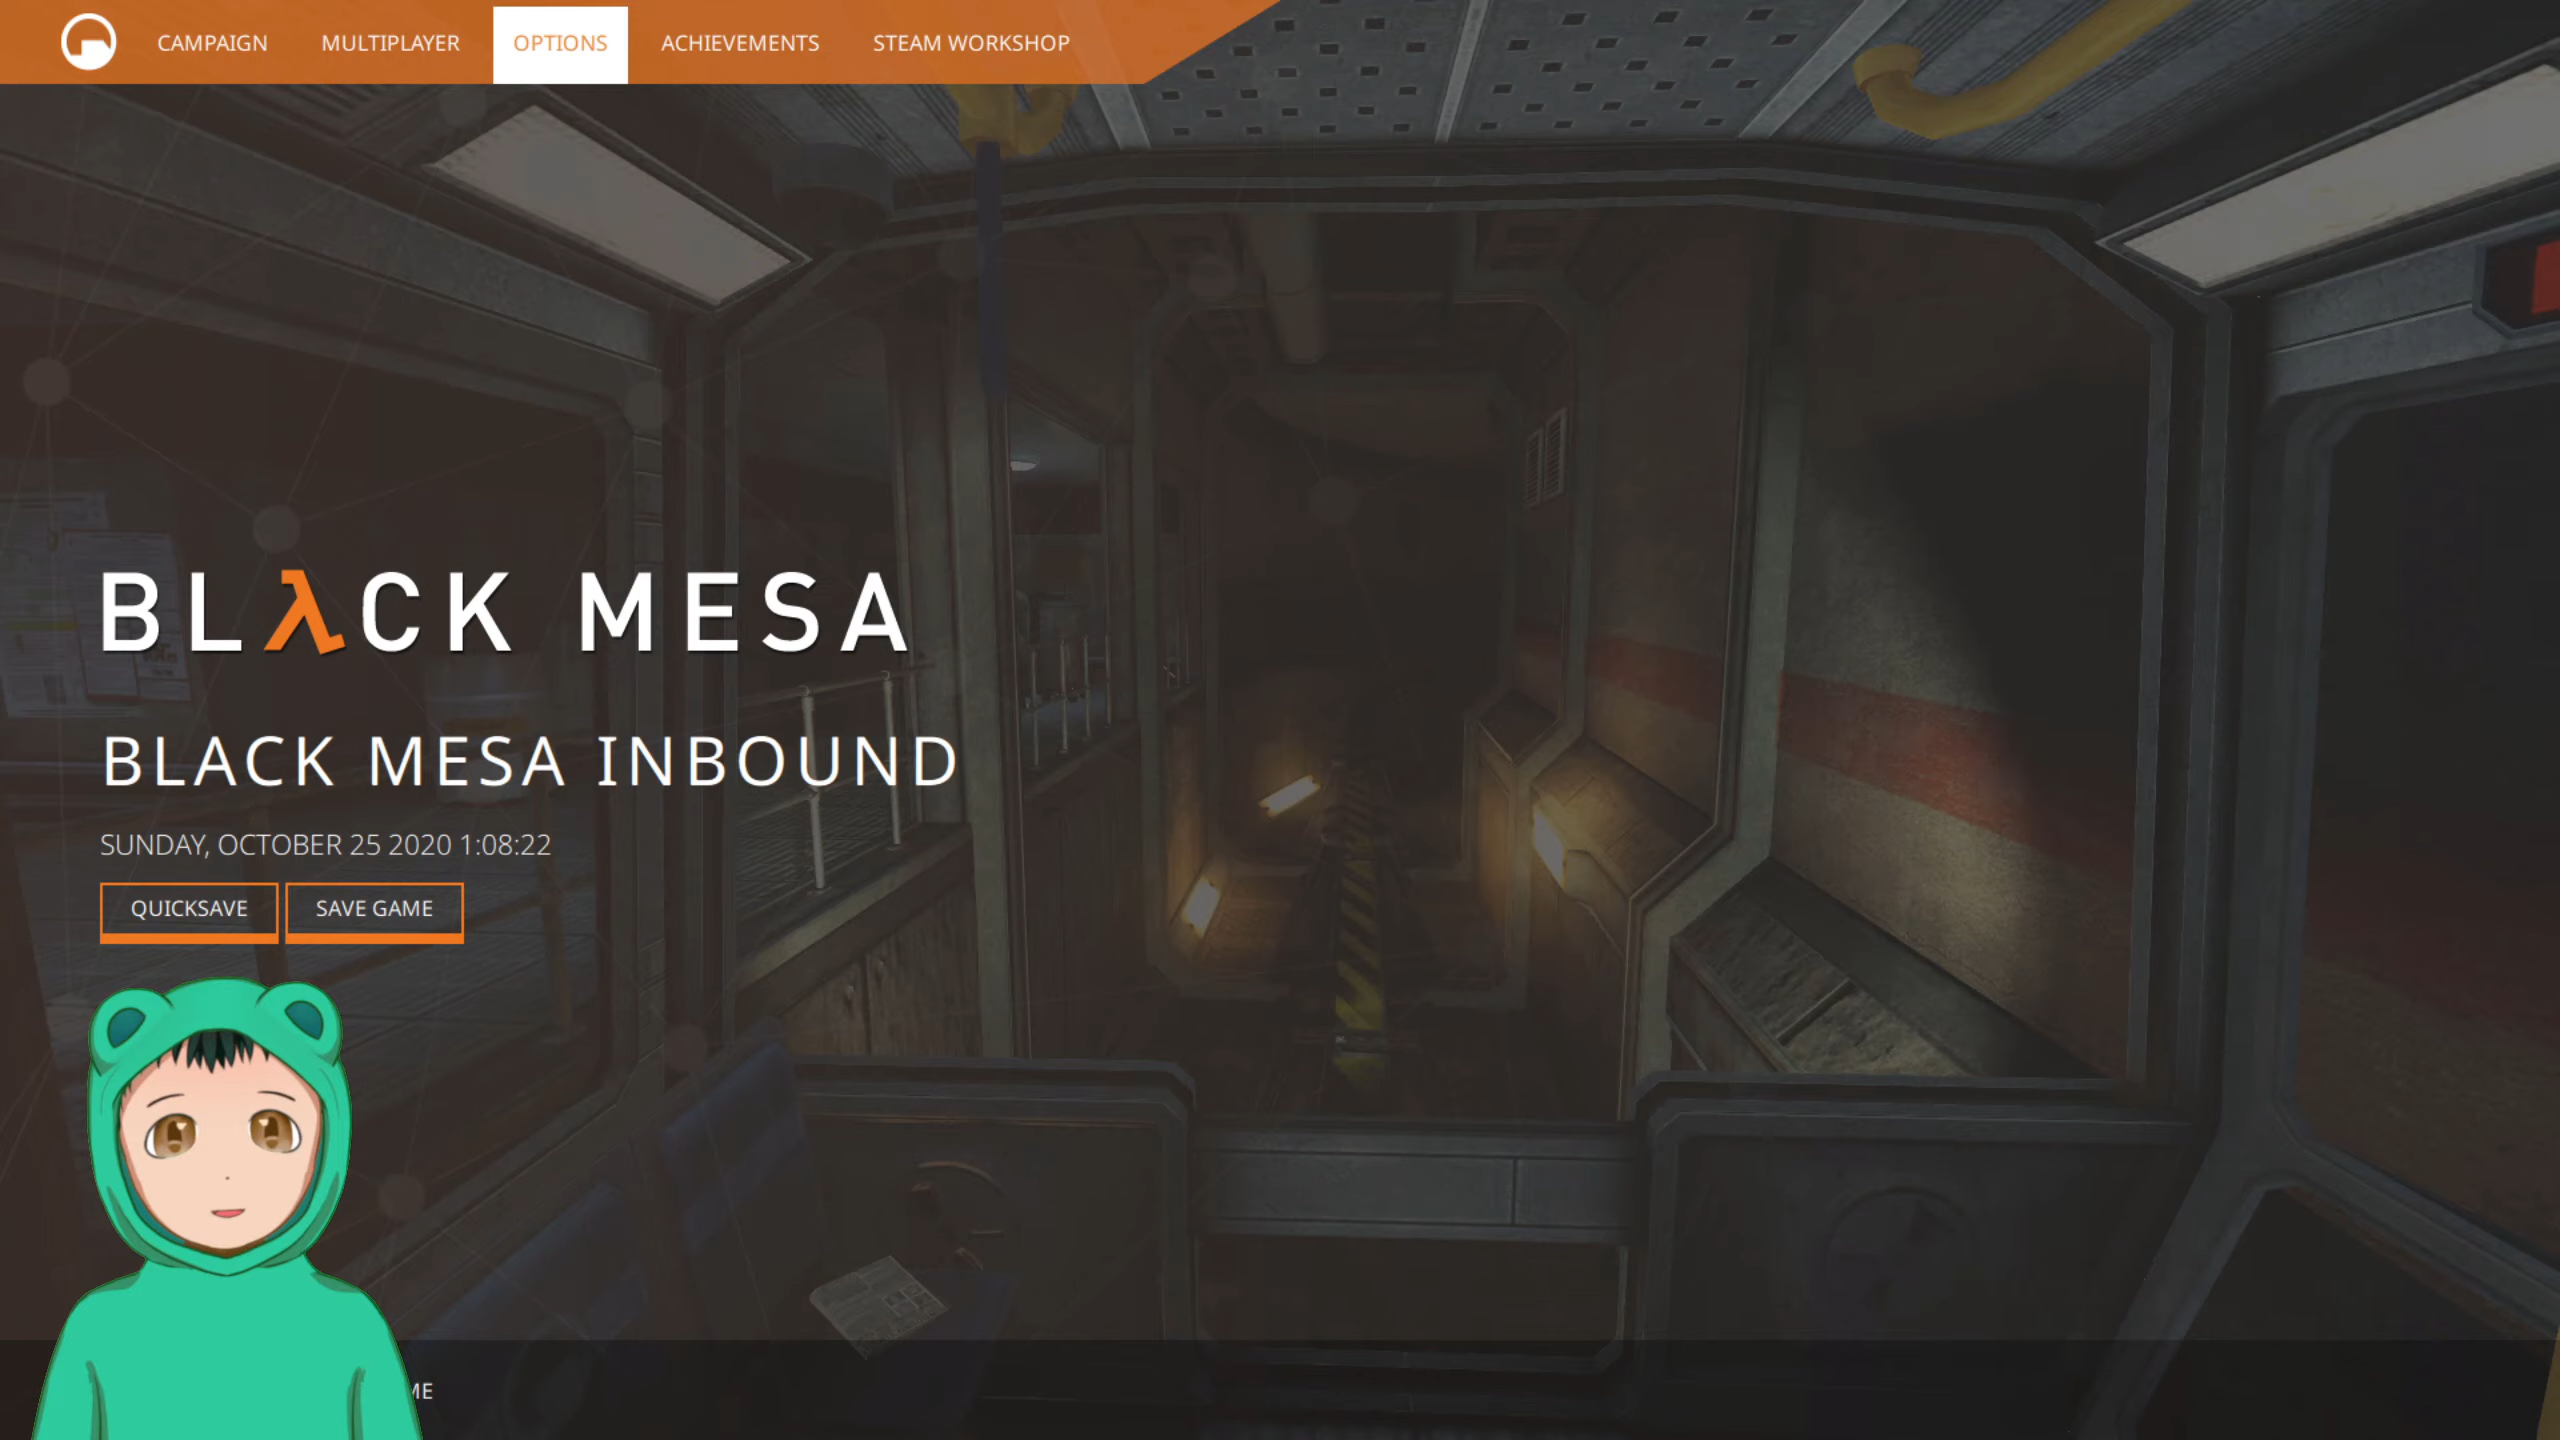 CAMPAIGN MULTIPLAYER OPTIONS ACHIEVEMENTS STEAM WORKSHOP
BLλCK MESA
BLACK MESA INBOUND
SUNDAY, OCTOBER 25 2020 1:08:22
QUICKSAVE SAVE GAME